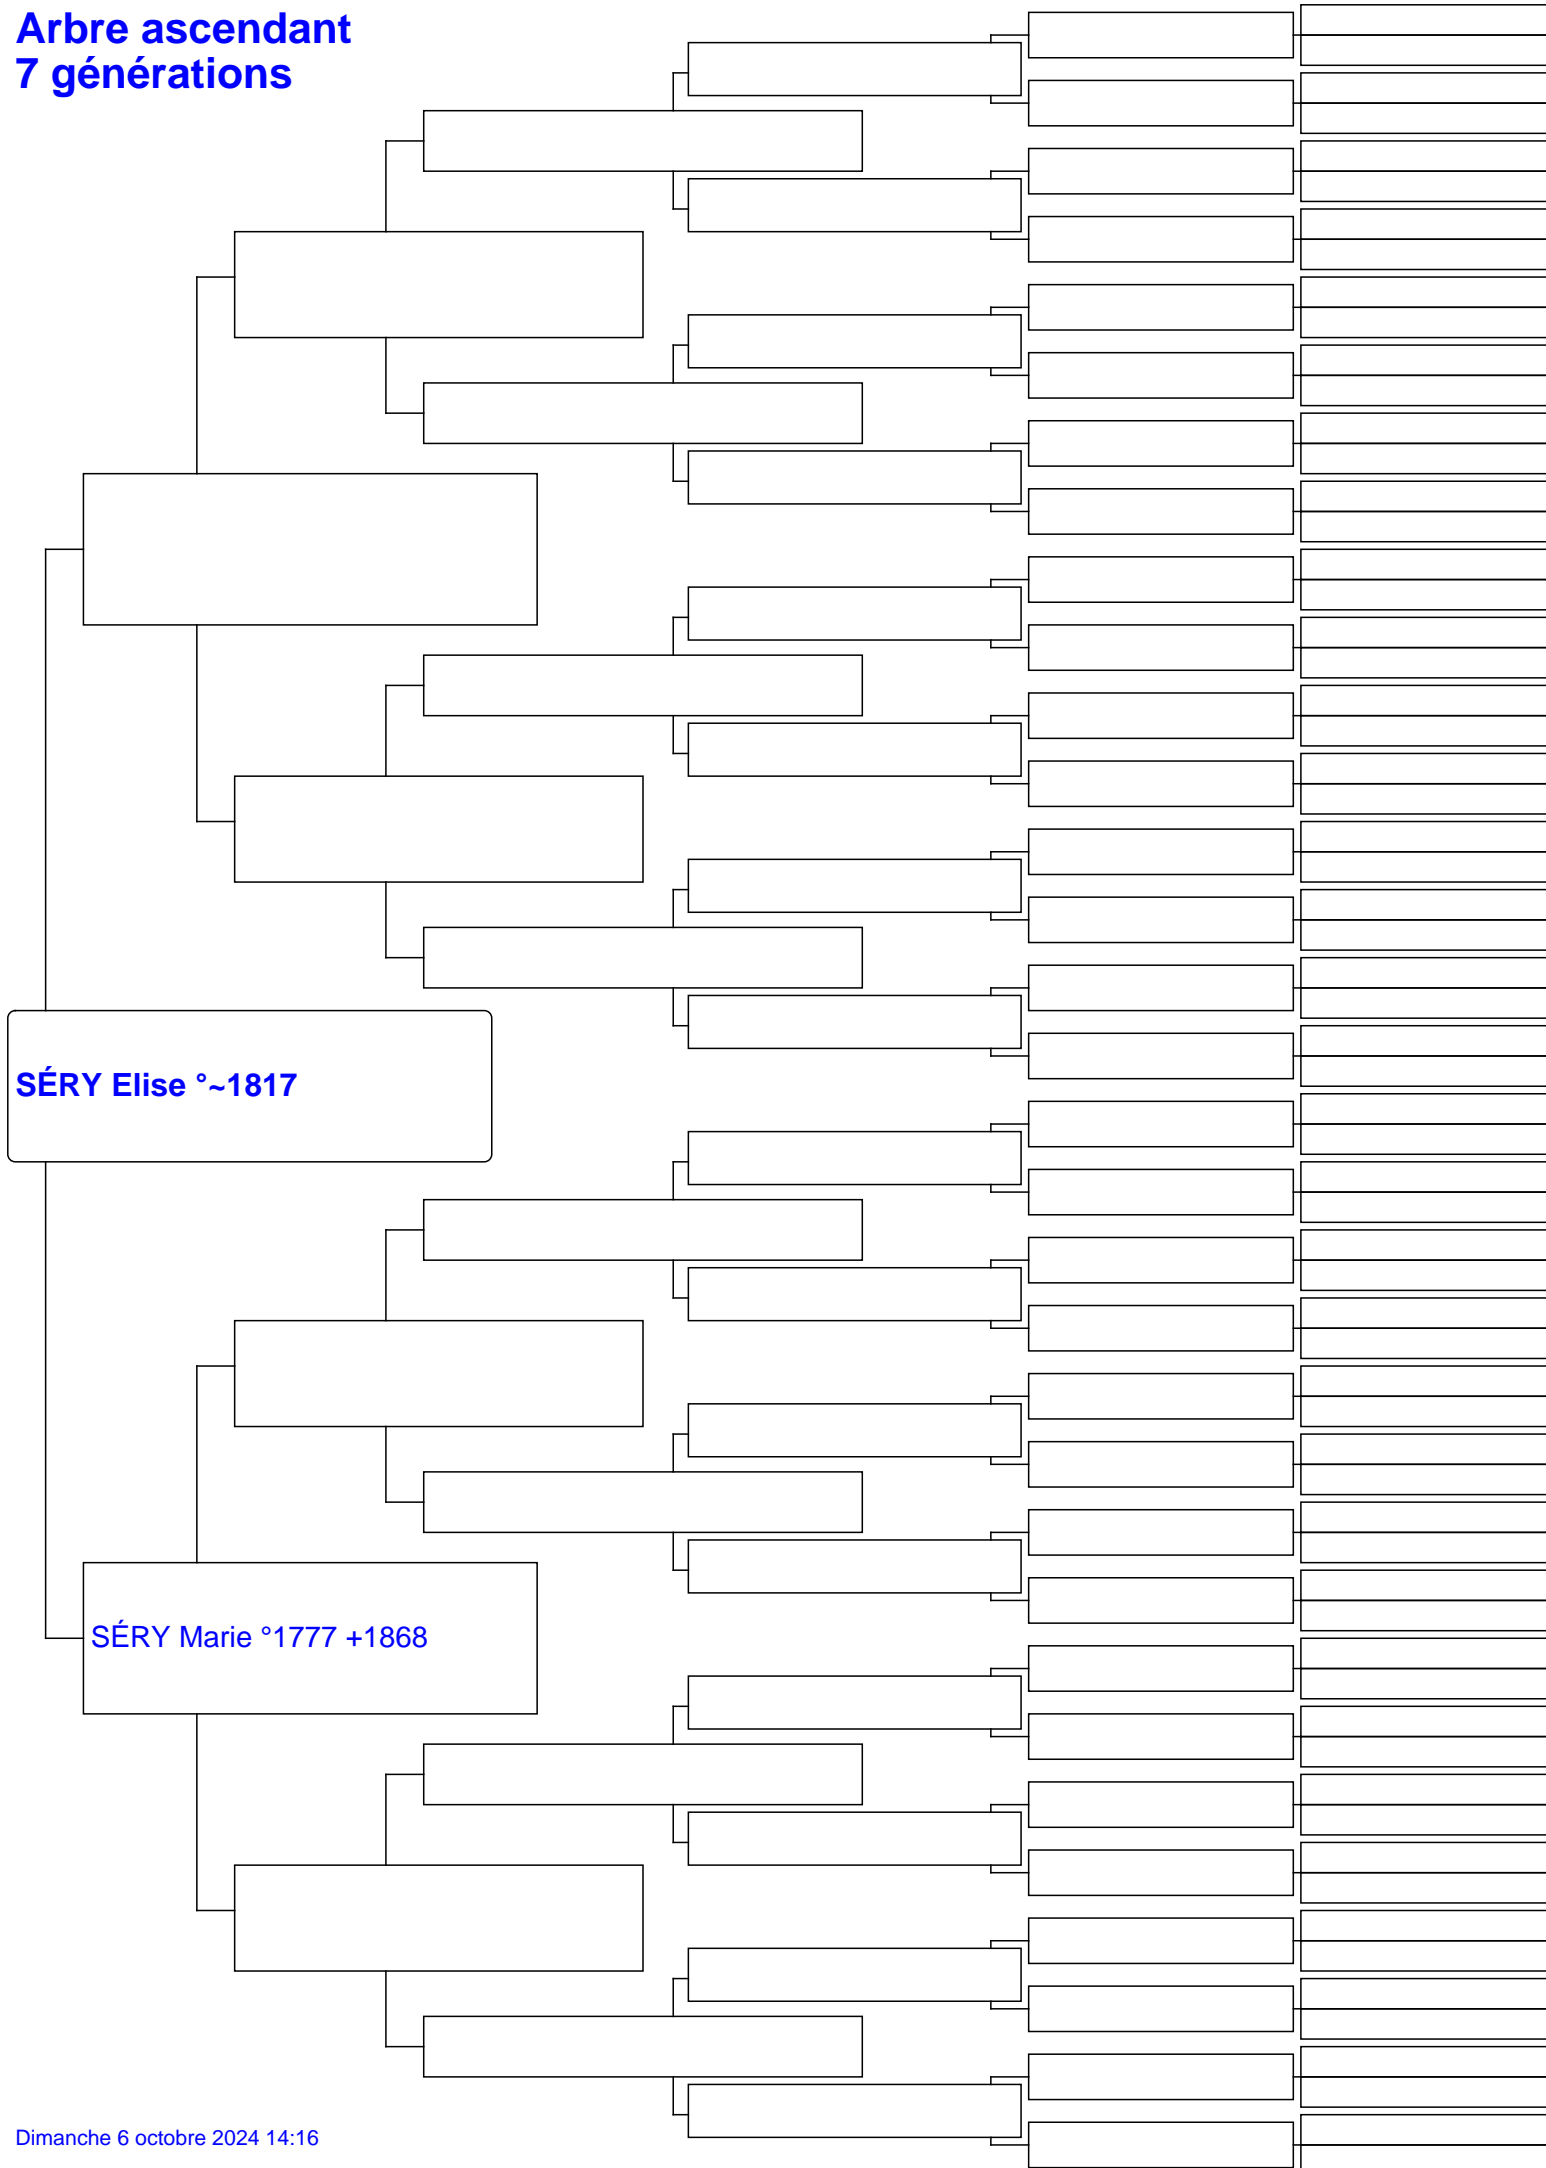 Arbre ascendant
7 générations
SÉRY Elise °~1817
SÉRY Marie °1777 +1868
Dimanche 6 octobre 2024 14:16